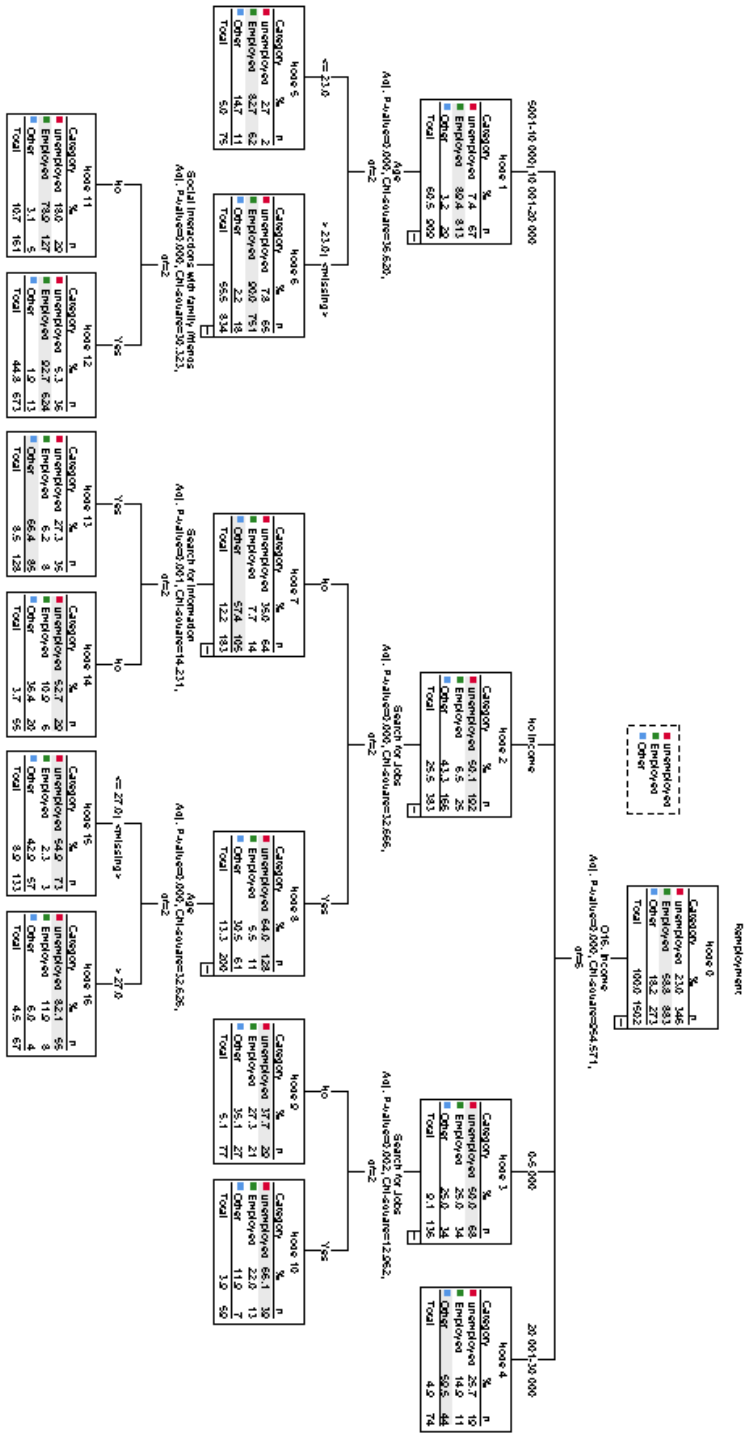 Remployment
Node 0
Category % n
unemployed 23.0 346
Employed 58.8 883
Other 18.2 273
Total 100.0 1502
unemployed
Employed
Other
O16. Income
Adj. P-value=0.000, Chi-square=954.571,
df=6
5001-10 000; 10 001-20 000
No Income
0-5 000
20 001-30 000
Node 1
Category % n
unemployed 7.4 67
Employed 89.4 813
Other 3.2 29
Total 60.5 909
Node 2
Category % n
unemployed 50.1 192
Employed 6.5 25
Other 43.3 166
Total 25.5 383
Node 3
Category % n
unemployed 50.0 68
Employed 25.0 34
Other 25.0 34
Total 9.1 136
Node 4
Category % n
unemployed 25.7 19
Employed 14.9 11
Other 59.5 44
Total 4.9 74
Age
Adj. P-value=0.000, Chi-square=36.620,
df=2
Search for Jobs
Adj. P-value=0.000, Chi-square=32.666,
df=2
Search for Jobs
Adj. P-value=0.002, Chi-square=12.962,
df=2
<= 23.0
> 23.0; <missing>
No
Yes
No
Yes
Node 5
Category % n
unemployed 2.7 2
Employed 82.7 62
Other 14.7 11
Total 5.0 75
Node 6
Category % n
unemployed 7.8 65
Employed 90.0 751
Other 2.2 18
Total 55.5 834
Node 7
Category % n
unemployed 35.0 64
Employed 7.7 14
Other 57.4 105
Total 12.2 183
Node 8
Category % n
unemployed 64.0 128
Employed 5.5 11
Other 30.5 61
Total 13.3 200
Node 9
Category % n
unemployed 37.7 29
Employed 27.3 21
Other 35.1 27
Total 5.1 77
Node 10
Category % n
unemployed 66.1 39
Employed 22.0 13
Other 11.9 7
Total 3.9 59
Social Interactions with family/friends
Adj. P-value=0.000, Chi-square=30.323,
df=2
Search for Information
Adj. P-value=0.001, Chi-square=14.231,
df=2
Age
Adj. P-value=0.000, Chi-square=32.626,
df=2
No
Yes
Yes
No
<= 27.0; <missing>
> 27.0
Node 11
Category % n
unemployed 18.0 29
Employed 78.9 127
Other 3.1 5
Total 10.7 161
Node 12
Category % n
unemployed 5.3 36
Employed 92.7 624
Other 1.9 13
Total 44.8 673
Node 13
Category % n
unemployed 27.3 35
Employed 6.2 8
Other 66.4 85
Total 8.5 128
Node 14
Category % n
unemployed 52.7 29
Employed 10.9 6
Other 36.4 20
Total 3.7 55
Node 15
Category % n
unemployed 54.9 73
Employed 2.3 3
Other 42.9 57
Total 8.9 133
Node 16
Category % n
unemployed 82.1 55
Employed 11.9 8
Other 6.0 4
Total 4.5 67